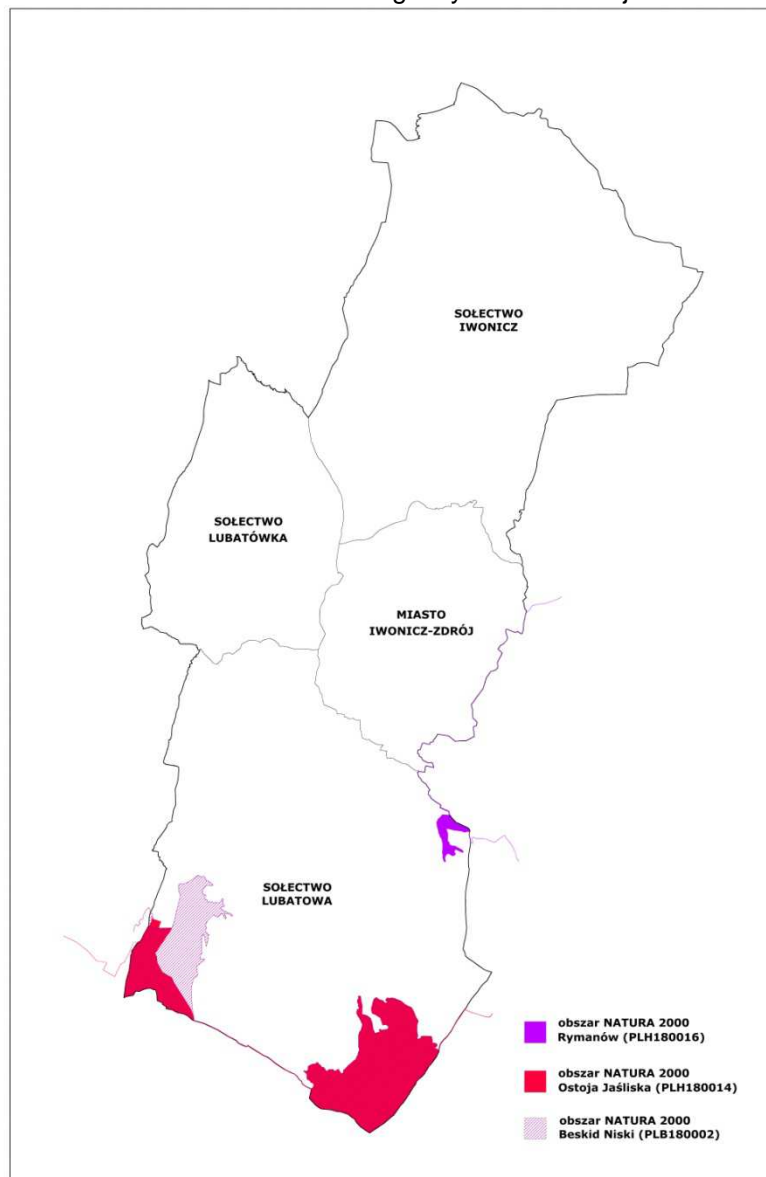 SOŁECTWO
IWONICZ
SOŁECTWO
LUBATÓWKA
MIASTO
IWONICZ-ZDRÓJ
SOŁECTWO
LUBATOWA
obszar NATURA 2000
Rymanów (PLH180016)
obszar NATURA 2000
Ostoja Jaśliska (PLH180014)
obszar NATURA 2000
Beskid Niski (PLB180002)